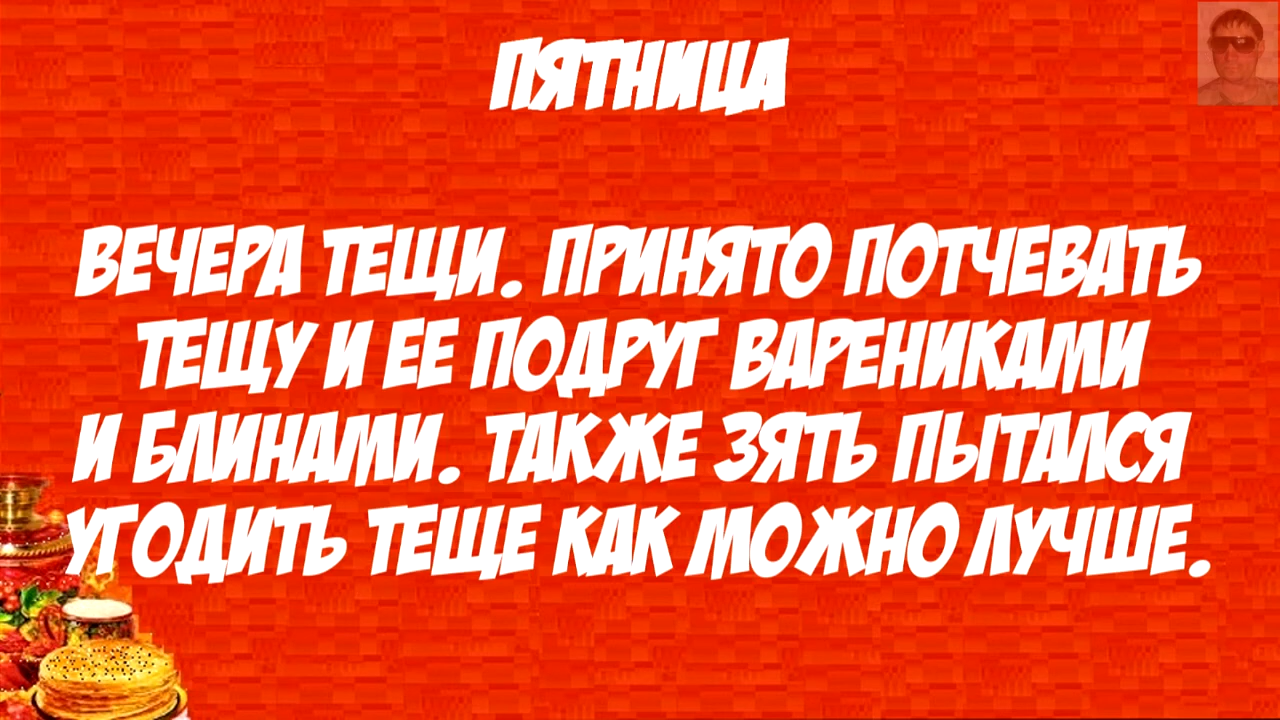 ПЯТНИЦА
ВЕЧЕРА ТЕЩИ. ПРИНЯТО ПОТЧЕВАТЬ
ТЕЩУ И ЕЕ ПОДРУГ ВАРЕНИКАМИ
И БЛИНАМИ. ТАКЖЕ ЗЯТЬ ПЫТАЛСЯ
УГОДИТЬ ТЕЩЕ КАК МОЖНО ЛУЧШЕ.